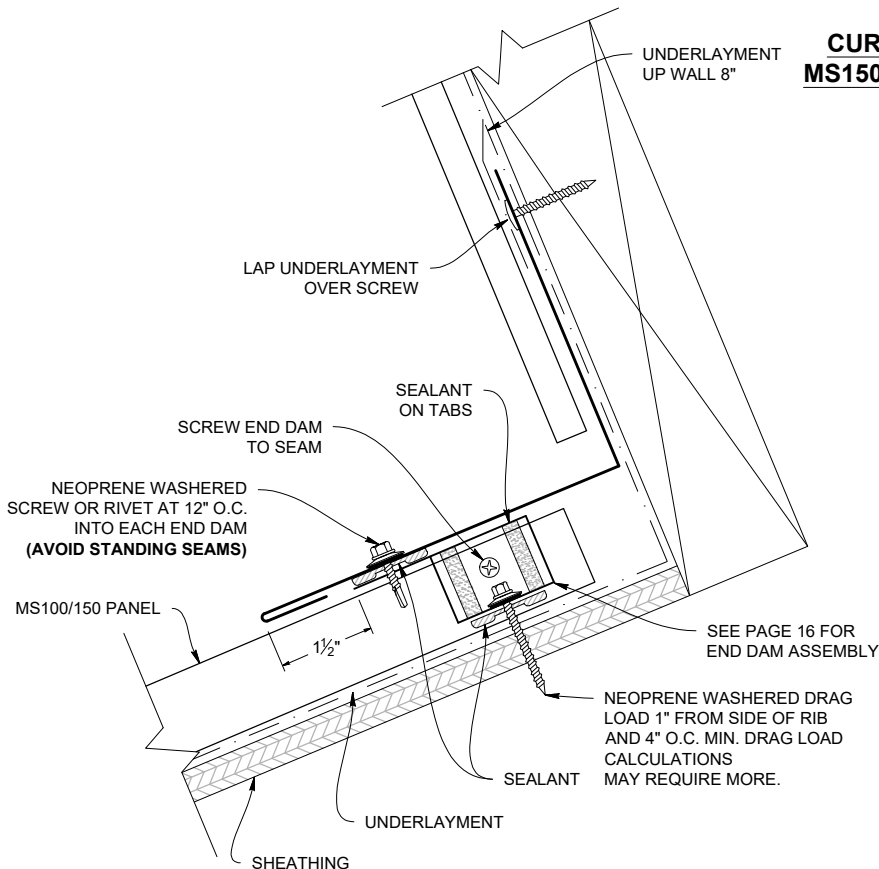 CUR
MS150
UNDERLAYMENT
UP WALL 8"
LAP UNDERLAYMENT
OVER SCREW
SEALANT
ON TABS
SCREW END DAM
TO SEAM
NEOPRENE WASHERED
SCREW OR RIVET AT 12" O.C.
INTO EACH END DAM
(AVOID STANDING SEAMS)
MS100/150 PANEL
1½"
SEE PAGE 16 FOR
END DAM ASSEMBLY
NEOPRENE WASHERED DRAG
LOAD 1" FROM SIDE OF RIB
AND 4" O.C. MIN. DRAG LOAD
CALCULATIONS
MAY REQUIRE MORE.
SEALANT
UNDERLAYMENT
SHEATHING